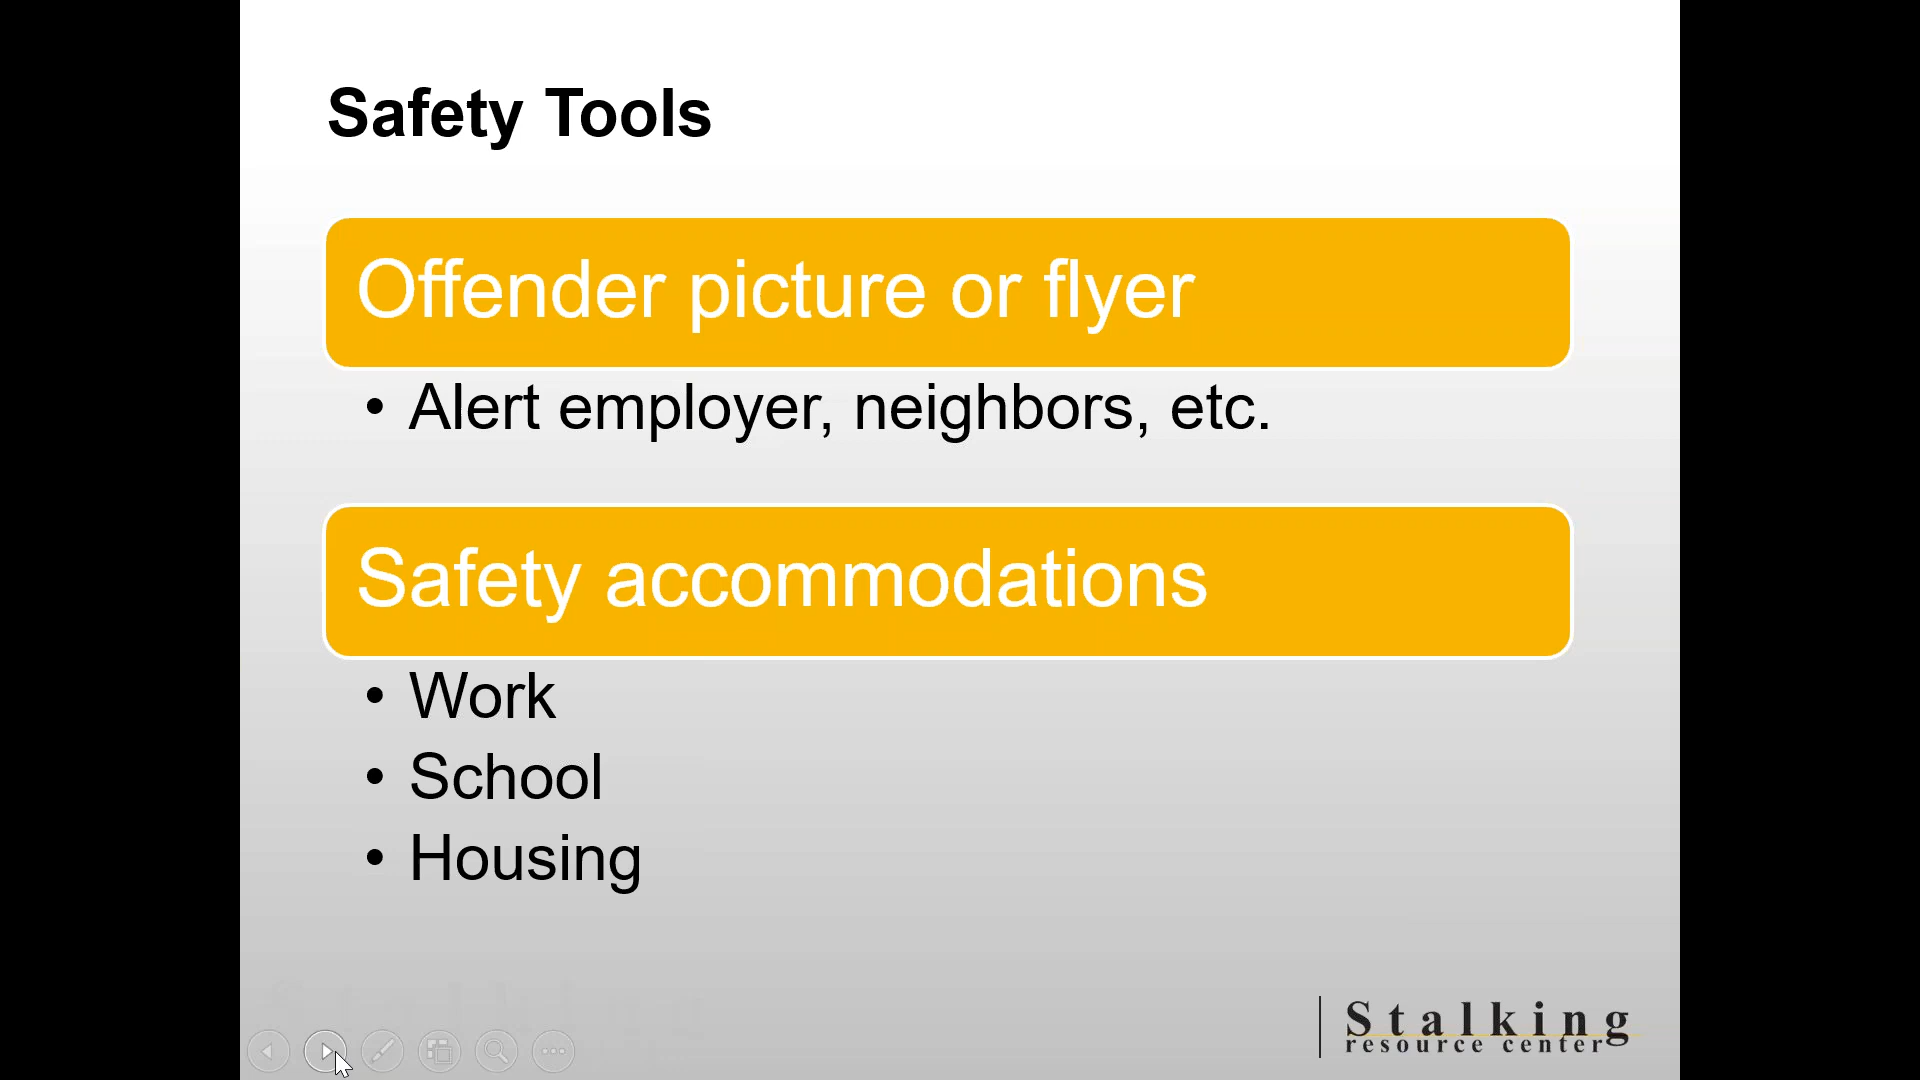 Safety Tools
Offender picture or flyer
• Alert employer, neighbors, etc.
Safety accommodations
• Work
• School
• Housing
Stalking
resource center